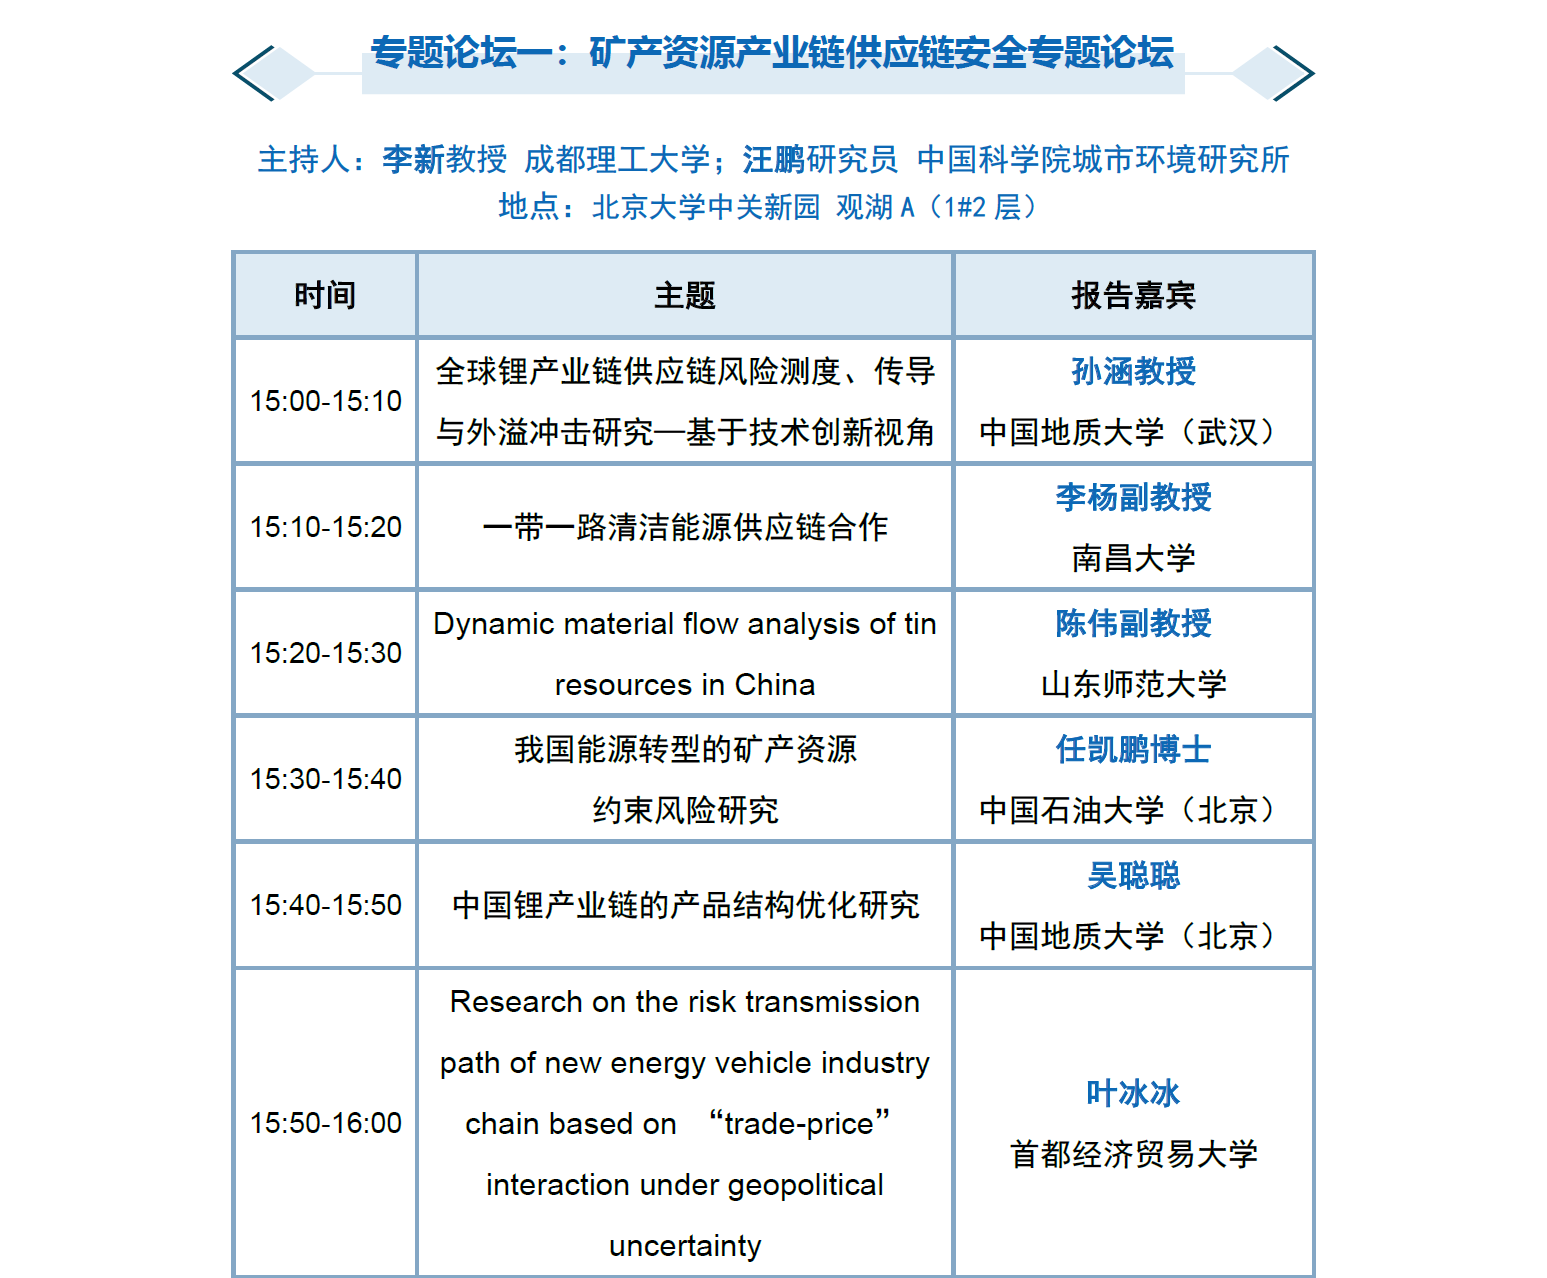 专题论坛一：矿产资源产业链供应链安全专题论坛
主持人：李新教授 成都理工大学；汪鹏研究员 中国科学院城市环境研究所
地点：北京大学中关新园 观湖 A（1#2 层）
时间 主题 报告嘉宾
15:00-15:10
全球锂产业链供应链风险测度、传导
与外溢冲击研究—基于技术创新视角
孙涵教授
中国地质大学（武汉）
15:10-15:20
一带一路清洁能源供应链合作
李杨副教授
南昌大学
15:20-15:30
Dynamic material flow analysis of tin
resources in China
陈伟副教授
山东师范大学
15:30-15:40
我国能源转型的矿产资源
约束风险研究
任凯鹏博士
中国石油大学（北京）
15:40-15:50
中国锂产业链的产品结构优化研究
吴聪聪
中国地质大学（北京）
15:50-16:00
Research on the risk transmission
path of new energy vehicle industry
chain based on “trade-price”
interaction under geopolitical
uncertainty
叶冰冰
首都经济贸易大学